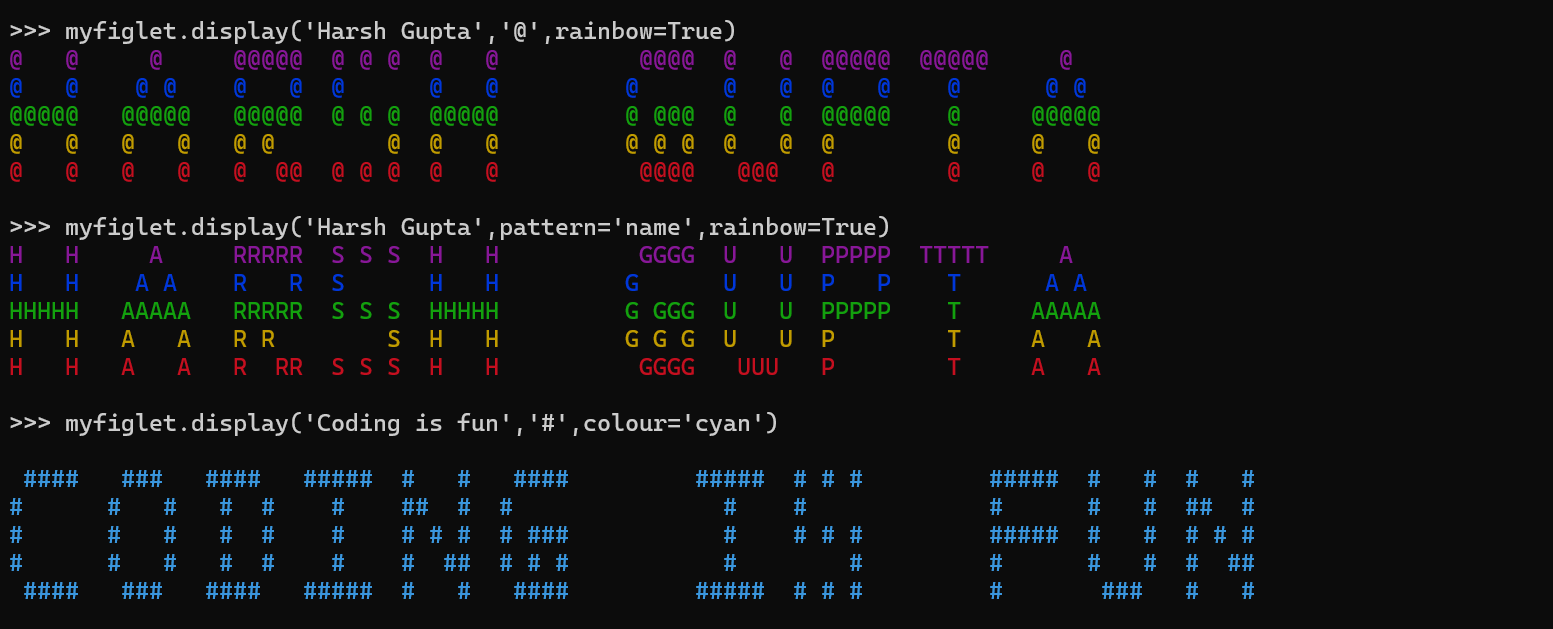 >>> myfiglet.display('Harsh Gupta','@',rainbow=True)
@   @     @     @@@@@  @ @ @  @   @          @@@@  @   @  @@@@@  @@@@@     @
@   @    @ @    @   @  @      @   @         @      @   @  @   @    @      @ @
@@@@@   @@@@@   @@@@@  @ @ @  @@@@@         @ @@@  @   @  @@@@@    @     @@@@@
@   @   @   @   @ @        @  @   @         @ @ @  @   @  @        @     @   @
@   @   @   @   @  @@  @ @ @  @   @          @@@@   @@@   @        @     @   @

>>> myfiglet.display('Harsh Gupta',pattern='name',rainbow=True)
H   H     A     RRRRR  S S S  H   H          GGGG  U   U  PPPPP  TTTTT     A
H   H    A A    R   R  S      H   H         G      U   U  P   P    T      A A
HHHHH   AAAAA   RRRRR  S S S  HHHHH         G GGG  U   U  PPPPP    T     AAAAA
H   H   A   A   R R        S  H   H         G G G  U   U  P        T     A   A
H   H   A   A   R  RR  S S S  H   H          GGGG   UUU   P        T     A   A

>>> myfiglet.display('Coding is fun','#',colour='cyan')

 ####   ###   ####   #####  #   #   ####         #####  # # #         #####  #   #  #   #
#      #   #   #  #    #    ##  #  #               #    #             #      #   #  ##  #
#      #   #   #  #    #    # # #  # ###           #    # # #         #####  #   #  # # #
#      #   #   #  #    #    #  ##  # # #           #        #         #      #   #  #  ##
 ####   ###   ####   #####  #   #   ####         #####  # # #         #       ###   #   #